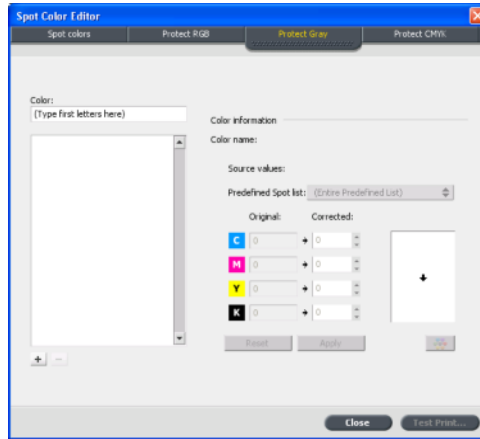 Spot Color Editor
Spot colors Protect RGB Protect Gray Protect CMYK
Color:
(Type first letters here)
Color information
Color name:
Source values:
Predefined Spot list: (Entire Predefined List)
Original: Corrected:
C 0 0
M 0 0
Y 0 0
K 0 0
Reset Apply
Close Test Print...